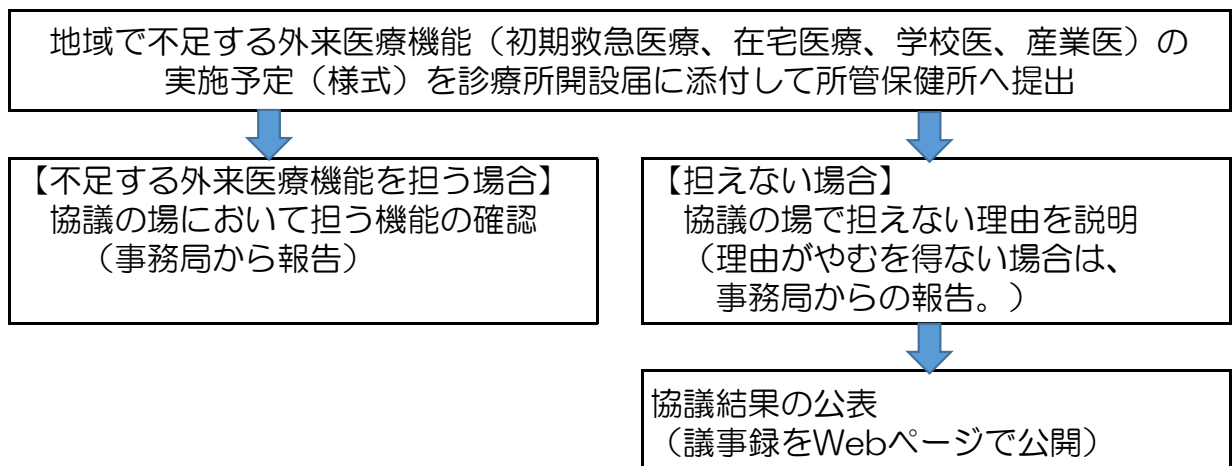 地域で不足する外来医療機能（初期救急医療、在宅医療、学校医、産業医）の
実施予定（様式）を診療所開設届に添付して所管保健所へ提出
【不足する外来医療機能を担う場合】
協議の場において担う機能の確認
（事務局から報告）
【担えない場合】
協議の場で担えない理由を説明
（理由がやむを得ない場合は、
事務局からの報告。）
協議結果の公表
（議事録をWebページで公開）